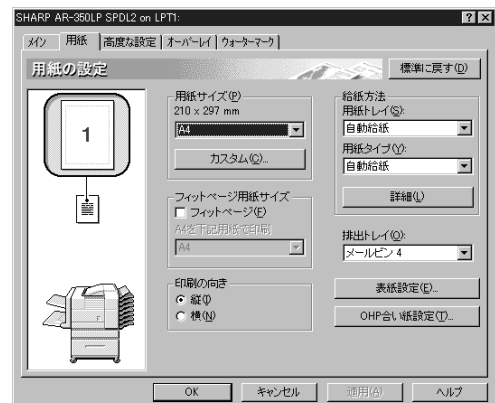 SHARP AR-350LP SPDL2 on LPT1:
メイン 用紙 高度な設定 オーバーレイ ウォーターマーク
用紙の設定
標準に戻す(D)
1
用紙サイズ(P)
210 x 297 mm
A4
カスタム(C)...
フィットページ用紙サイズ
フィットページ(F)
A4を下記用紙で印刷
A4
印刷の向き
縦(I)
横(N)
給紙方法
用紙トレイ(S):
自動給紙
用紙タイプ(Y):
自動給紙
詳細(L)
排出トレイ(O):
メールビン 4
表紙設定(E)...
OHP合い紙設定(T)...
OK キャンセル 適用(A) ヘルプ